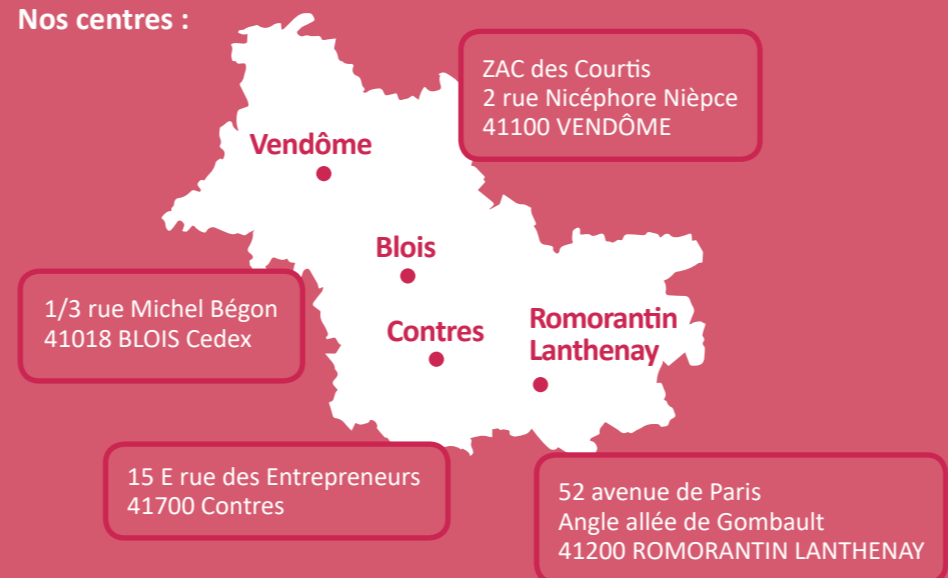 Nos centres :
ZAC des Courtis
2 rue Nicéphore Nièpce
41100 VENDÔME
Vendôme
Blois
1/3 rue Michel Bégon
41018 BLOIS Cedex
Contres
Romorantin
Lanthenay
15 E rue des Entrepreneurs
41700 Contres
52 avenue de Paris
Angle allée de Gombault
41200 ROMORANTIN LANTHENAY